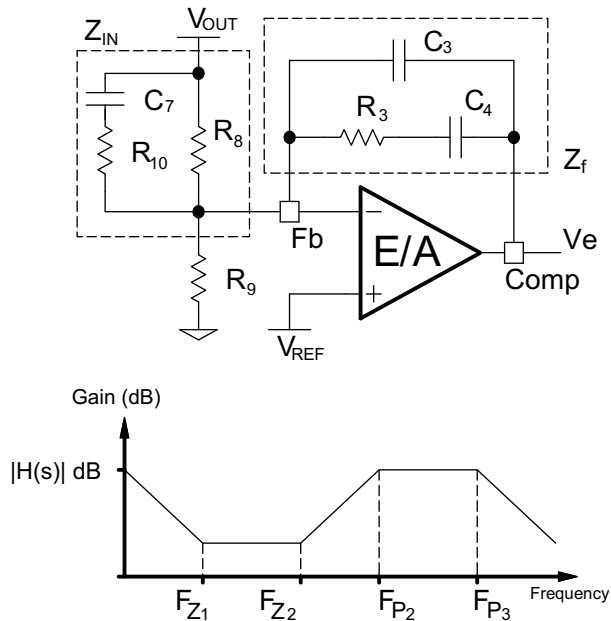 Z_IN
V_OUT
C_3
C_7
R_8
R_3
C_4
R_10
Z_f
Fb
−
E/A
Ve
+
Comp
R_9
V_REF
Gain (dB)
|H(s)| dB
F_Z1
F_Z2
F_P2
F_P3
Frequency